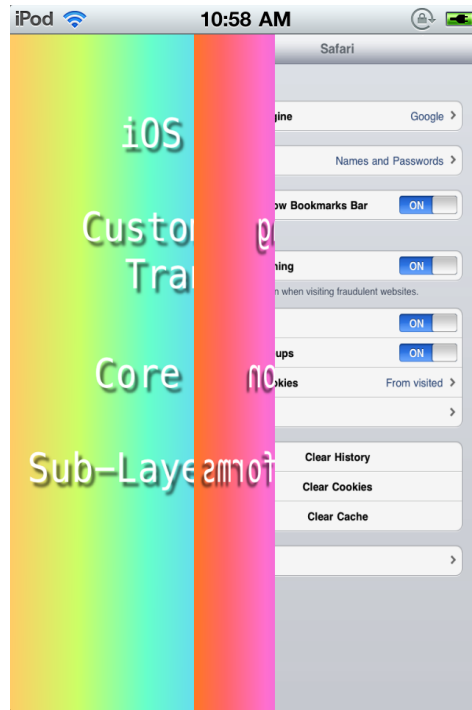 iPod 10:58 AM
Safari
gine Google
iOS
Names and Passwords
ow Bookmarks Bar ON
Custo
Tra
ning ON
n when visiting fraudulent websites.
ON
ups ON
Core
kies From visited
Clear History
Sub-Laye
Clear Cookies
Clear Cache